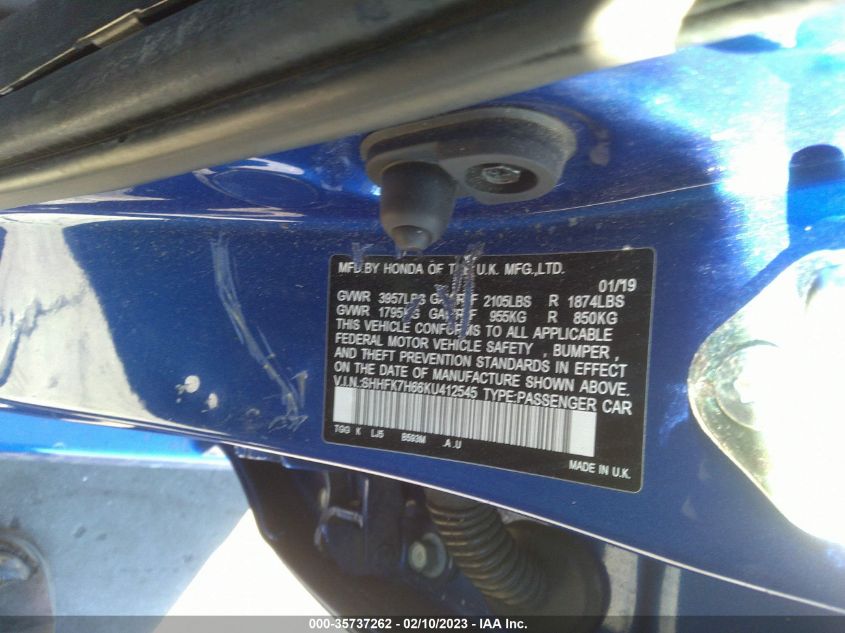 MFD.BY HONDA OF THE U.K. MFG.,LTD.
01/19
GVWR 3957LBS GAWR F 2105LBS R 1874LBS
GVWR 1795KG GAWR F 955KG R 850KG
THIS VEHICLE CONFORMS TO ALL APPLICABLE
FEDERAL MOTOR VEHICLE SAFETY , BUMPER ,
AND THEFT PREVENTION STANDARDS IN EFFECT
ON THE DATE OF MANUFACTURE SHOWN ABOVE.
V.I.N.:SHHFK7H66KU412545 TYPE:PASSENGER CAR
TGG K LJ5 B593M .A.U
MADE IN U.K.
000-35737262 - 02/10/2023 - IAA Inc.